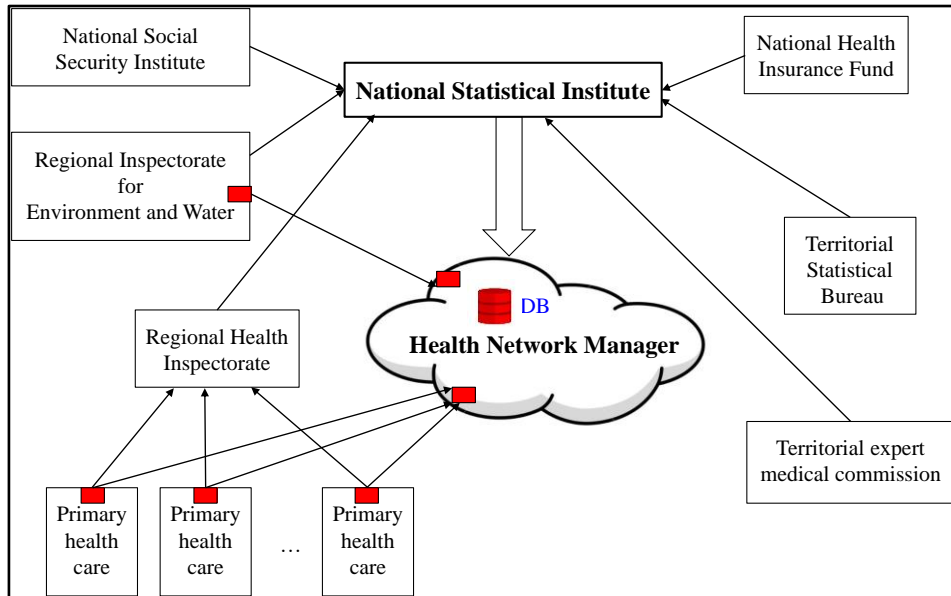 National Social
Security Institute
National Health
Insurance Fund
National Statistical Institute
Regional Inspectorate
for
Environment and Water
Territorial
Statistical
Bureau
DB
Health Network Manager
Regional Health
Inspectorate
Territorial expert
medical commission
Primary
health
care
Primary
health
care
...
Primary
health
care